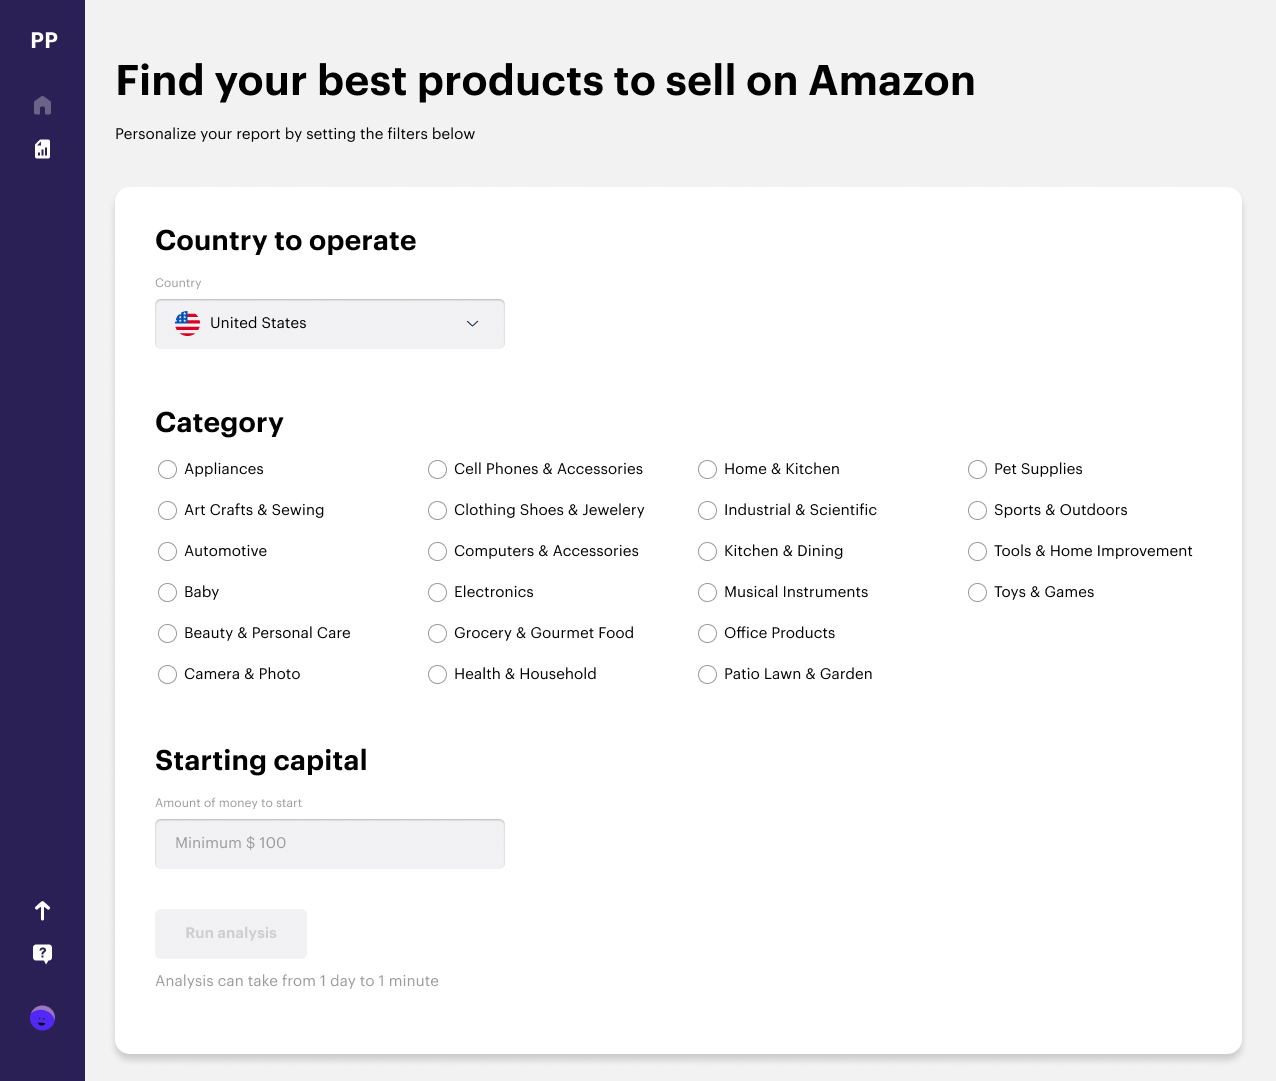 PP
Find your best products to sell on Amazon
Personalize your report by setting the filters below
Country to operate
Country
United States
Category
Appliances
Cell Phones & Accessories
Home & Kitchen
Pet Supplies
Art Crafts & Sewing
Clothing Shoes & Jewelery
Industrial & Scientific
Sports & Outdoors
Automotive
Computers & Accessories
Kitchen & Dining
Tools & Home Improvement
Baby
Electronics
Musical Instruments
Toys & Games
Beauty & Personal Care
Grocery & Gourmet Food
Office Products
Camera & Photo
Health & Household
Patio Lawn & Garden
Starting capital
Amount of money to start
Minimum $ 100
Run analysis
Analysis can take from 1 day to 1 minute
?